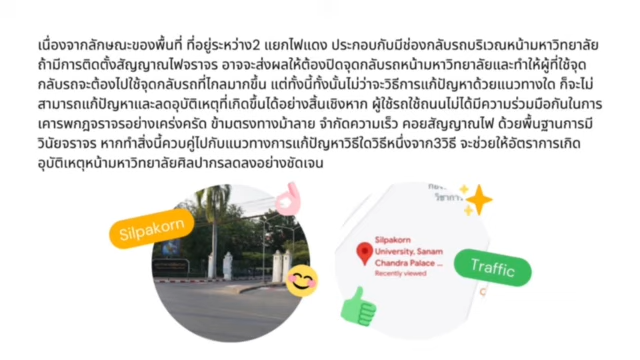 เนื่องจากลักษณะของพื้นที่ ที่อยู่ระหว่าง2 แยกไฟแดง ประกอบกับมีช่องกลับรถบริเวณหน้ามหาวิทยาลัย
ถ้ามีการติดตั้งสัญญาณไฟจราจร อาจจะส่งผลให้ต้องปิดจุดกลับรถหน้ามหาวิทยาลัยและทำให้ผู้ที่ใช้จุด
กลับรถจะต้องไปใช้จุดกลับรถที่ไกลมากขึ้น แต่ทั้งนี้ทั้งนั้นไม่ว่าจะวิธีการแก้ปัญหาด้วยแนวทางใด ก็จะไม่
สามารถแก้ปัญหาและลดอุบัติเหตุที่เกิดขึ้นได้อย่างสิ้นเชิงหาก ผู้ใช้รถใช้ถนนไม่ได้มีความร่วมมือกันในการ
เคารพกฎจราจรอย่างเคร่งครัด ข้ามตรงทางม้าลาย จำกัดความเร็ว คอยสัญญาณไฟ ด้วยพื้นฐานการมี
วินัยจราจร หากทำสิ่งนี้ควบคู่ไปกับแนวทางการแก้ปัญหาวิธีใดวิธีหนึ่งจาก3วิธี จะช่วยให้อัตราการเกิด
อุบัติเหตุหน้ามหาวิทยาลัยศิลปากรลดลงอย่างชัดเจน
Silpakorn
วิชาการ
Silpakorn
University, Sanam
Chandra Palace ...
Recently viewed
Traffic